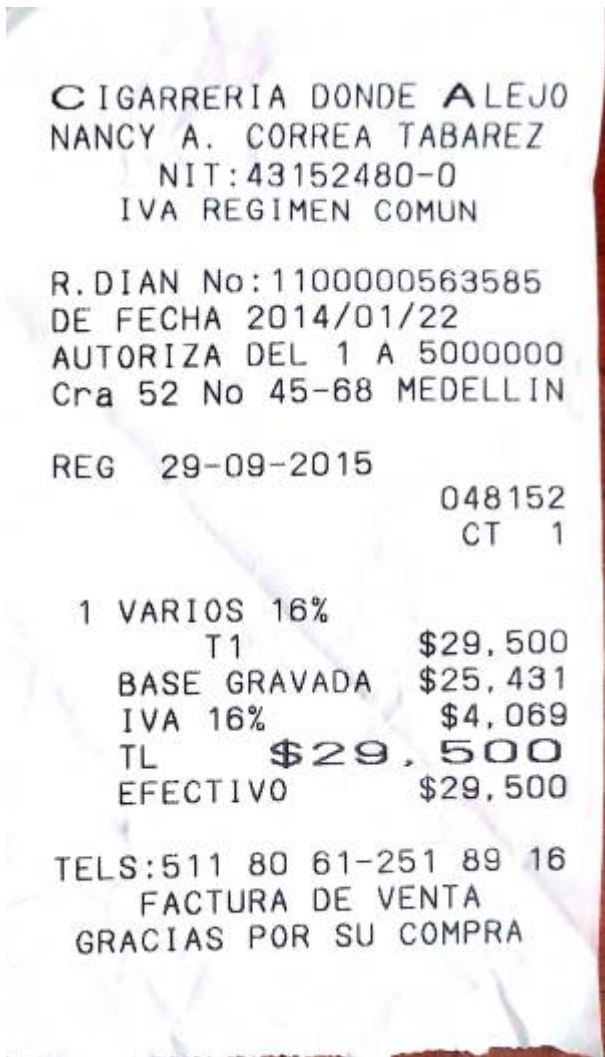 CIGARRERIA DONDE ALEJO
NANCY A. CORREA TABAREZ
NIT:43152480-0
IVA REGIMEN COMUN
R.DIAN No:1100000563585
DE FECHA 2014/01/22
AUTORIZA DEL 1 A 5000000
Cra 52 No 45-68 MEDELLIN
REG 29-09-2015
048152
CT 1
1 VARIOS 16%
T1 $29,500
BASE GRAVADA $25,431
IVA 16% $4,069
TL $29.500
EFECTIVO $29,500
TELS:511 80 61-251 89 16
FACTURA DE VENTA
GRACIAS POR SU COMPRA